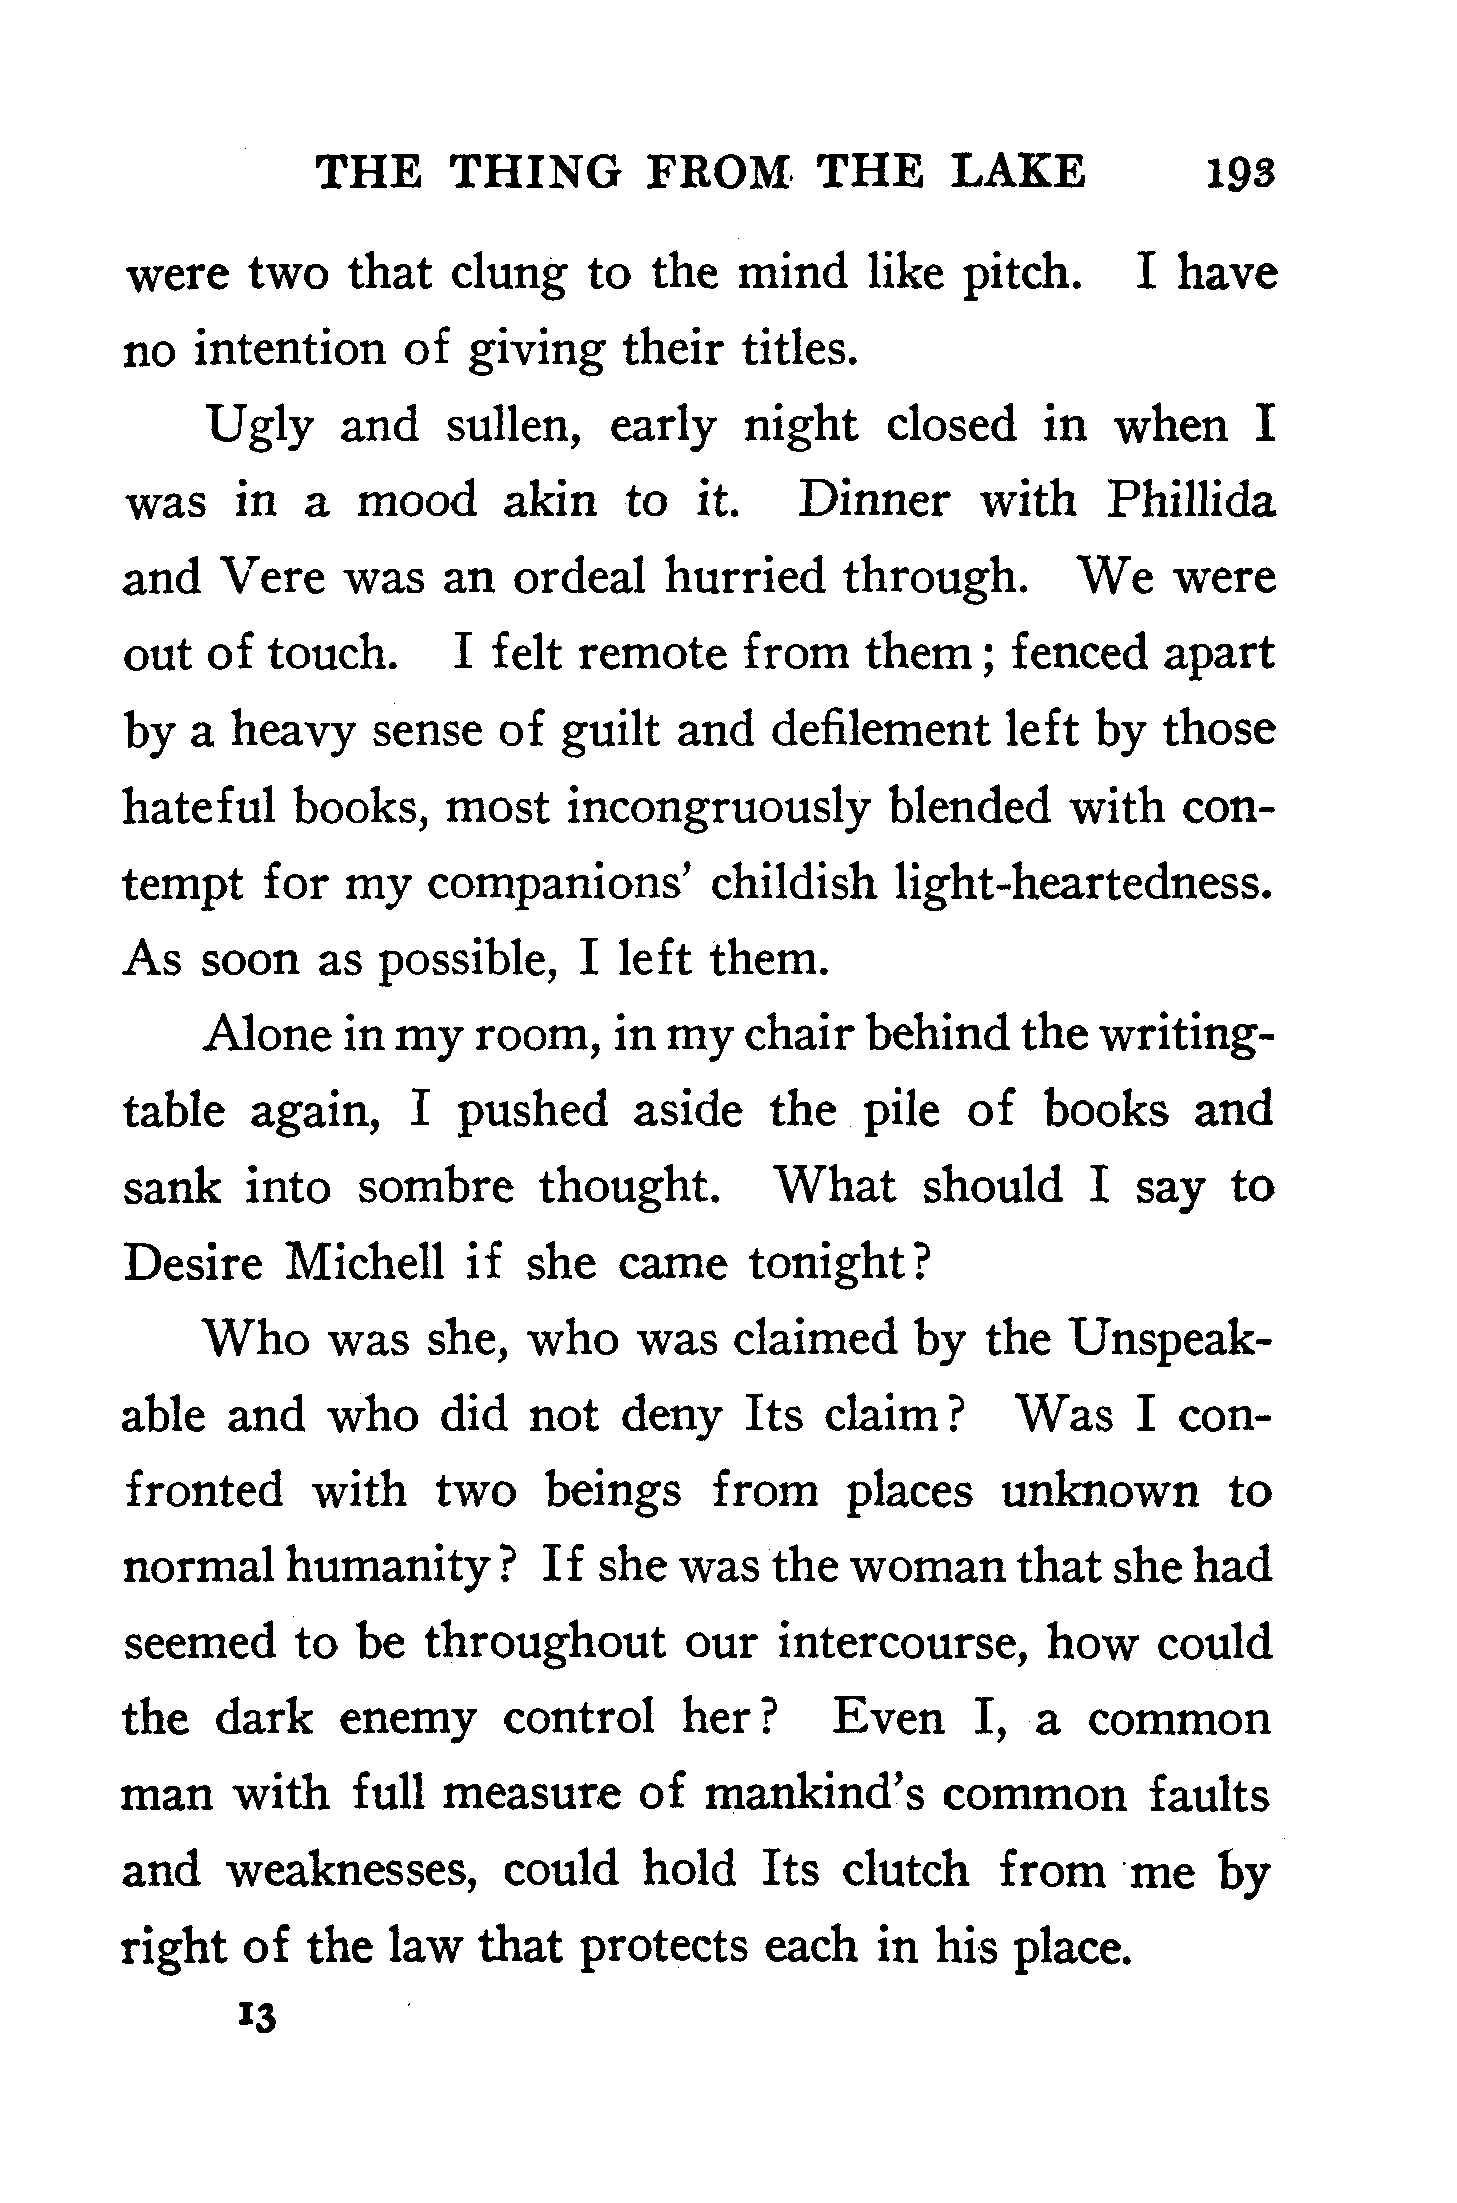 THE THING FROM THE LAKE 193
were two that clung to the mind like pitch. I have
no intention of giving their titles.
Ugly and sullen, early night closed in when I
was in a mood akin to it. Dinner with Phillida
and Vere was an ordeal hurried through. We were
out of touch. I felt remote from them; fenced apart
by a heavy sense of guilt and defilement left by those
hateful books, most incongruously blended with con-
tempt for my companions' childish light-heartedness.
As soon as possible, I left them.
Alone in my room, in my chair behind the writing-
table again, I pushed aside the pile of books and
sank into sombre thought. What should I say to
Desire Michell if she came tonight?
Who was she, who was claimed by the Unspeak-
able and who did not deny Its claim? Was I con-
fronted with two beings from places unknown to
normal humanity? If she was the woman that she had
seemed to be throughout our intercourse, how could
the dark enemy control her? Even I, a common
man with full measure of mankind's common faults
and weaknesses, could hold Its clutch from me by
right of the law that protects each in his place.
13